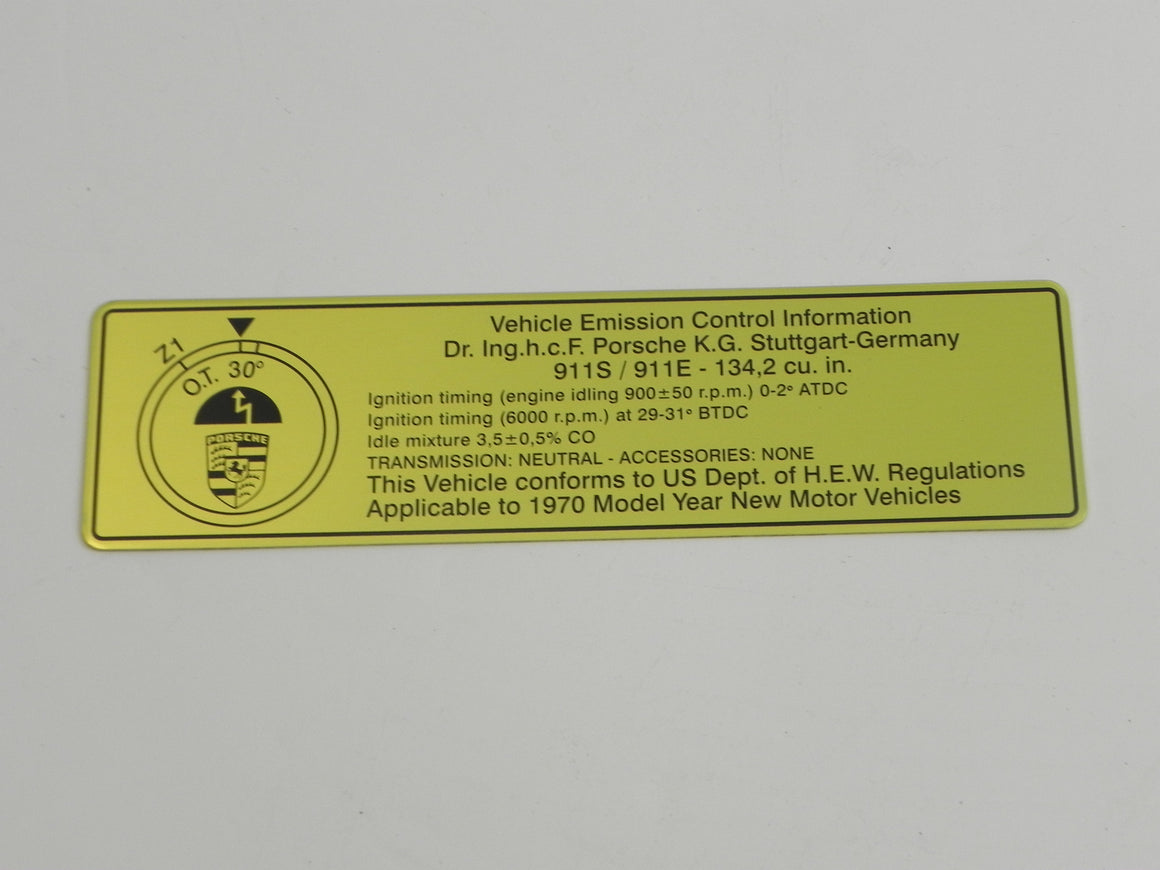 Z1
O.T. 30°
PORSCHE
Vehicle Emission Control Information
Dr. Ing.h.c.F. Porsche K.G. Stuttgart-Germany
911S / 911E - 134,2 cu. in.
Ignition timing (engine idling 900±50 r.p.m.) 0-2° ATDC
Ignition timing (6000 r.p.m.) at 29-31° BTDC
Idle mixture 3,5±0,5% CO
TRANSMISSION: NEUTRAL - ACCESSORIES: NONE
This Vehicle conforms to US Dept. of H.E.W. Regulations
Applicable to 1970 Model Year New Motor Vehicles